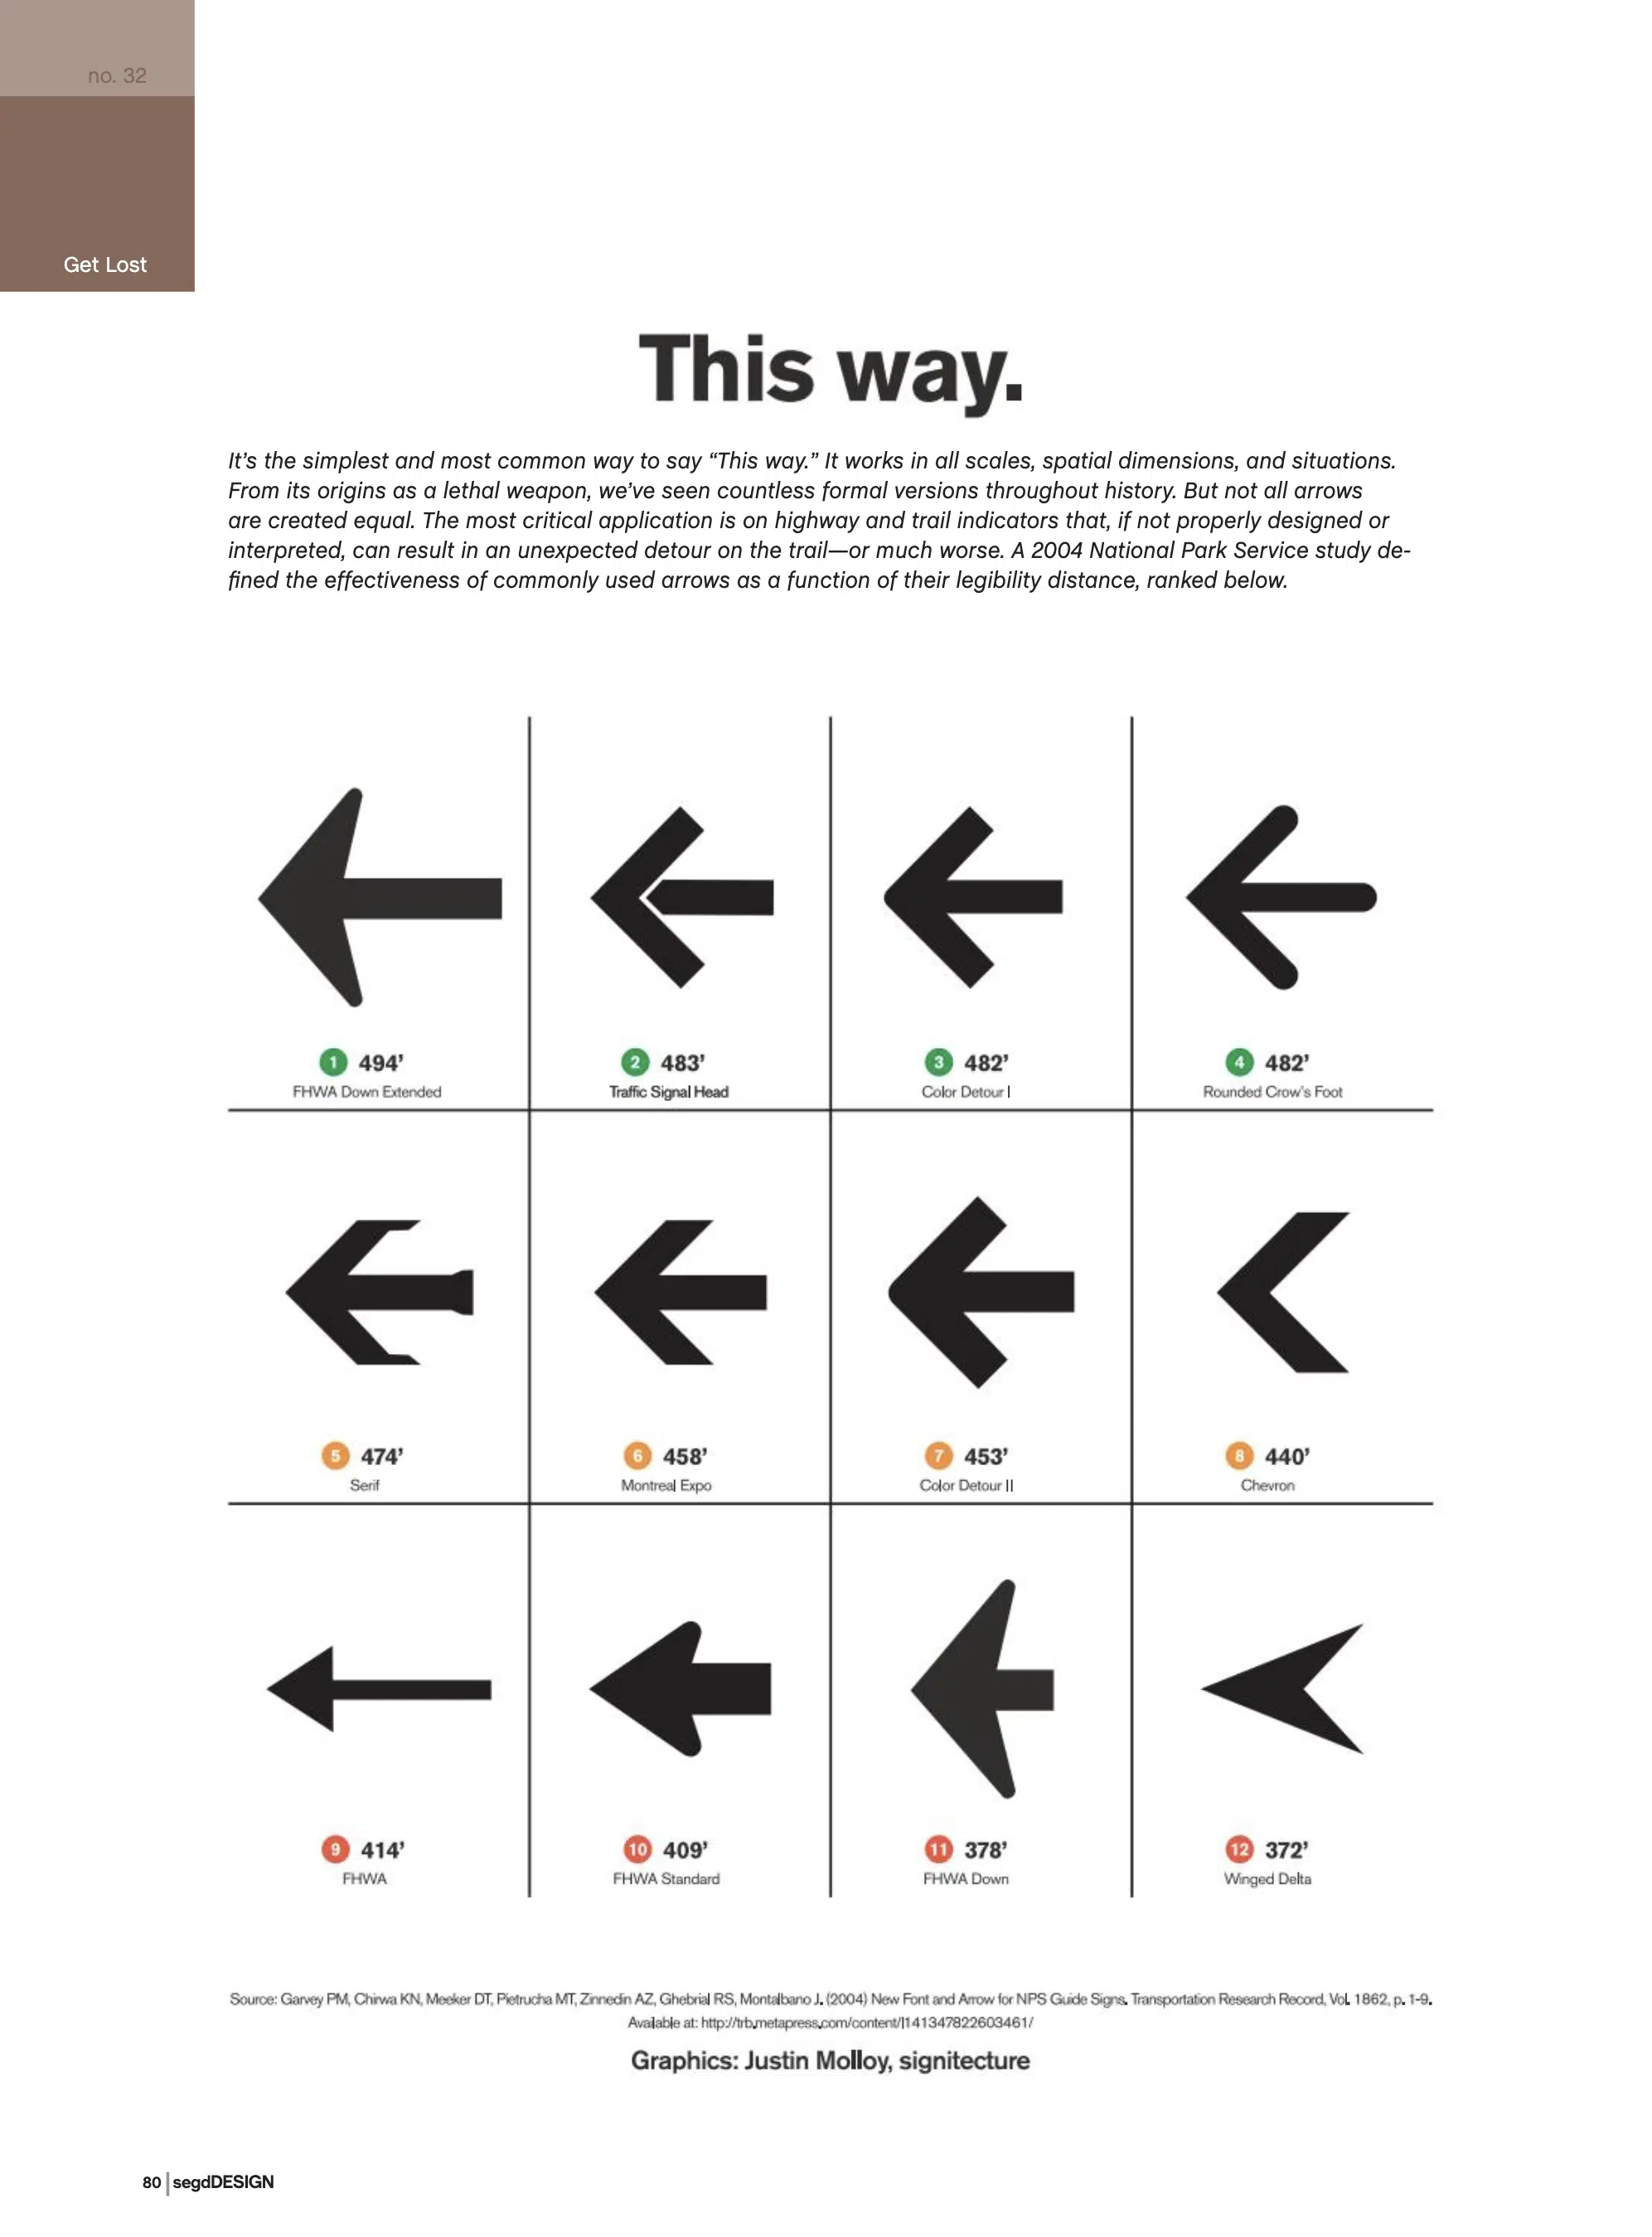 no. 32
Get Lost
This way.
It’s the simplest and most common way to say “This way.” It works in all scales, spatial dimensions, and situations.
From its origins as a lethal weapon, we’ve seen countless formal versions throughout history. But not all arrows
are created equal. The most critical application is on highway and trail indicators that, if not properly designed or
interpreted, can result in an unexpected detour on the trail—or much worse. A 2004 National Park Service study de-
fined the effectiveness of commonly used arrows as a function of their legibility distance, ranked below.
1 494’
FHWA Down Extended
2 483’
Traffic Signal Head
3 482’
Color Detour I
4 482’
Rounded Crow’s Foot
5 474’
Serif
6 458’
Montreal Expo
7 453’
Color Detour II
8 440’
Chevron
9 414’
FHWA
10 409’
FHWA Standard
11 378’
FHWA Down
12 372’
Winged Delta
Source: Garvey PM, Chirwa KN, Meeker DT, Pietrucha MT, Zinnedin AZ, Ghebrial RS, Montalbano J. (2004) New Font and Arrow for NPS Guide Signs. Transportation Research Record, Vol. 1862, p. 1-9.
Available at: http://trb.metapress.com/content/l141347822603461/
Graphics: Justin Molloy, signitecture
80 | segdDESIGN